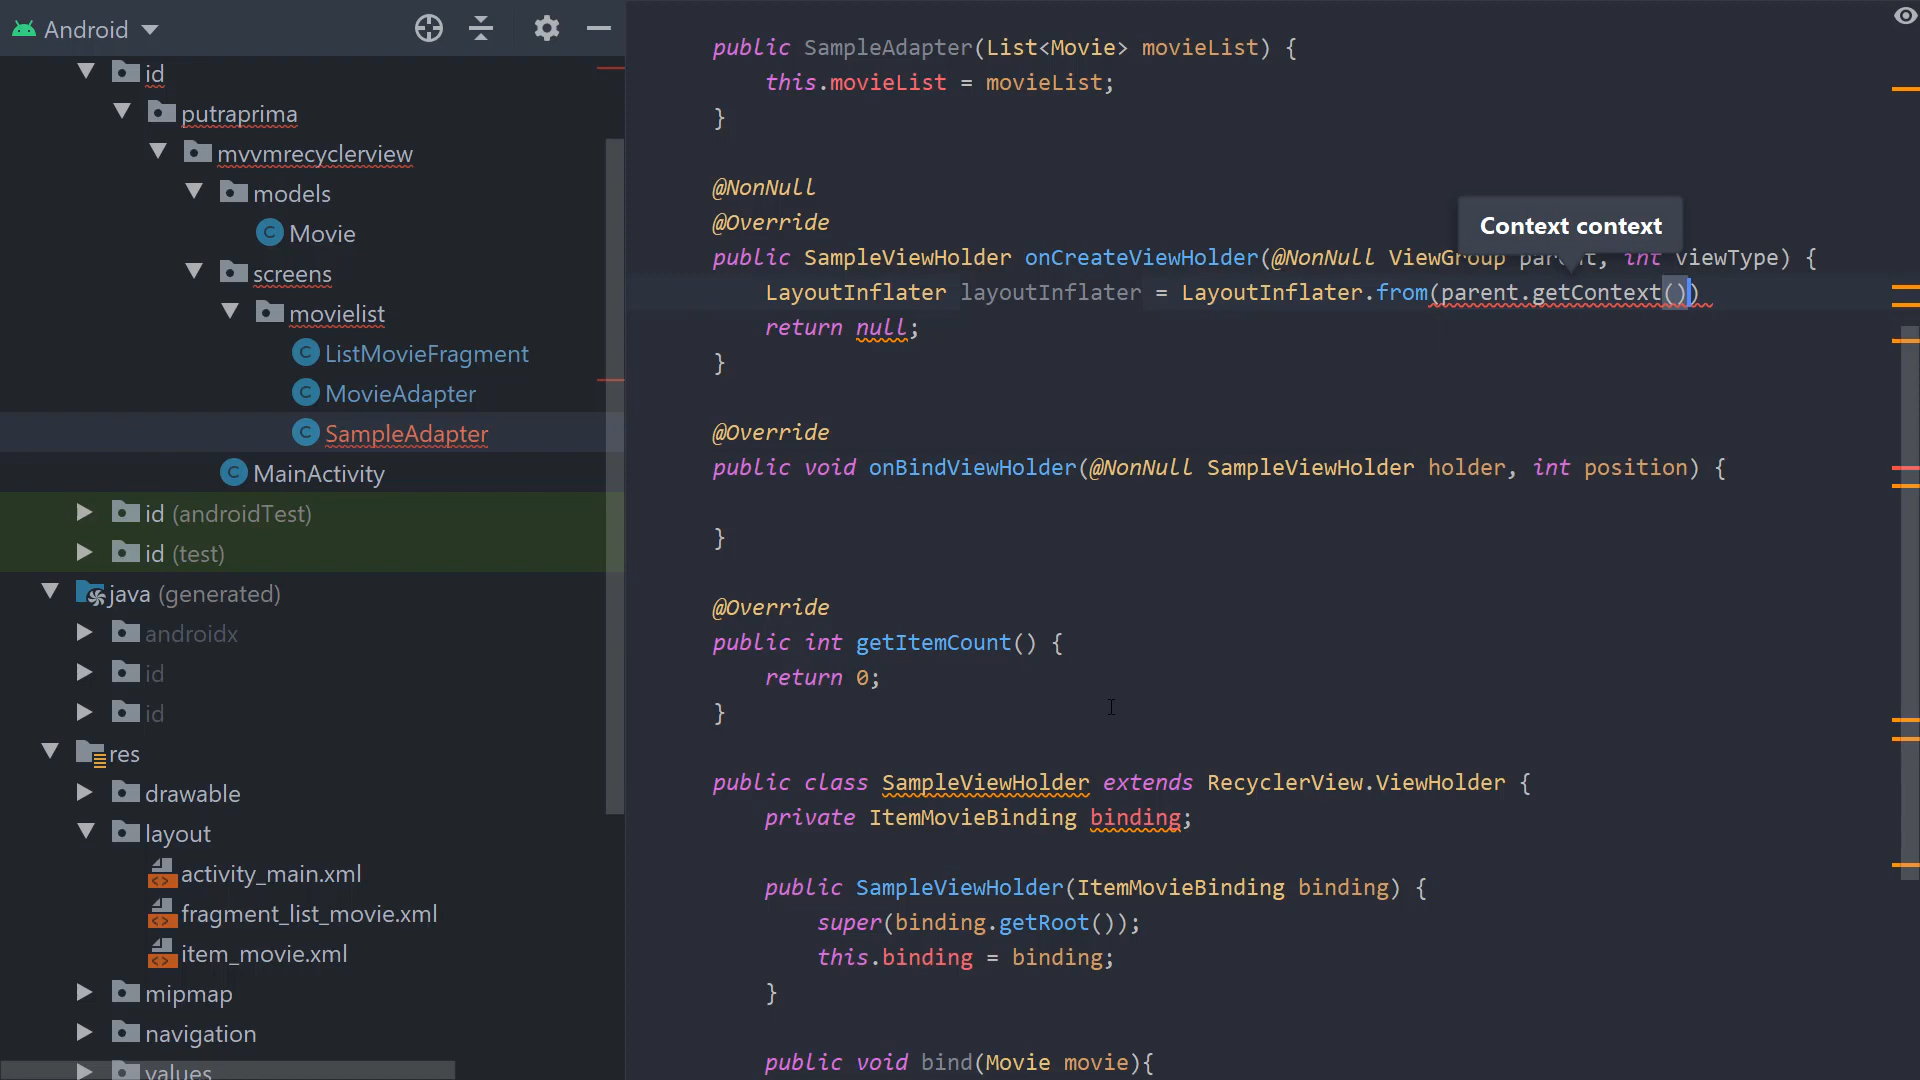 Android
id
putraprima
mvvmrecyclerview
models
Movie
screens
movielist
ListMovieFragment
MovieAdapter
SampleAdapter
MainActivity
id (androidTest)
id (test)
java (generated)
androidx
id
id
res
drawable
layout
activity_main.xml
fragment_list_movie.xml
item_movie.xml
mipmap
navigation
values
public SampleAdapter(List<Movie> movieList) {
this.movieList = movieList;
}
@NonNull
@Override
Context context
public SampleViewHolder onCreateViewHolder(@NonNull ViewGroup parent, int viewType) {
LayoutInflater layoutInflater = LayoutInflater.from(parent.getContext())
return null;
}
@Override
public void onBindViewHolder(@NonNull SampleViewHolder holder, int position) {
}
@Override
public int getItemCount() {
return 0;
}
public class SampleViewHolder extends RecyclerView.ViewHolder {
private ItemMovieBinding binding;
public SampleViewHolder(ItemMovieBinding binding) {
super(binding.getRoot());
this.binding = binding;
}
public void bind(Movie movie){